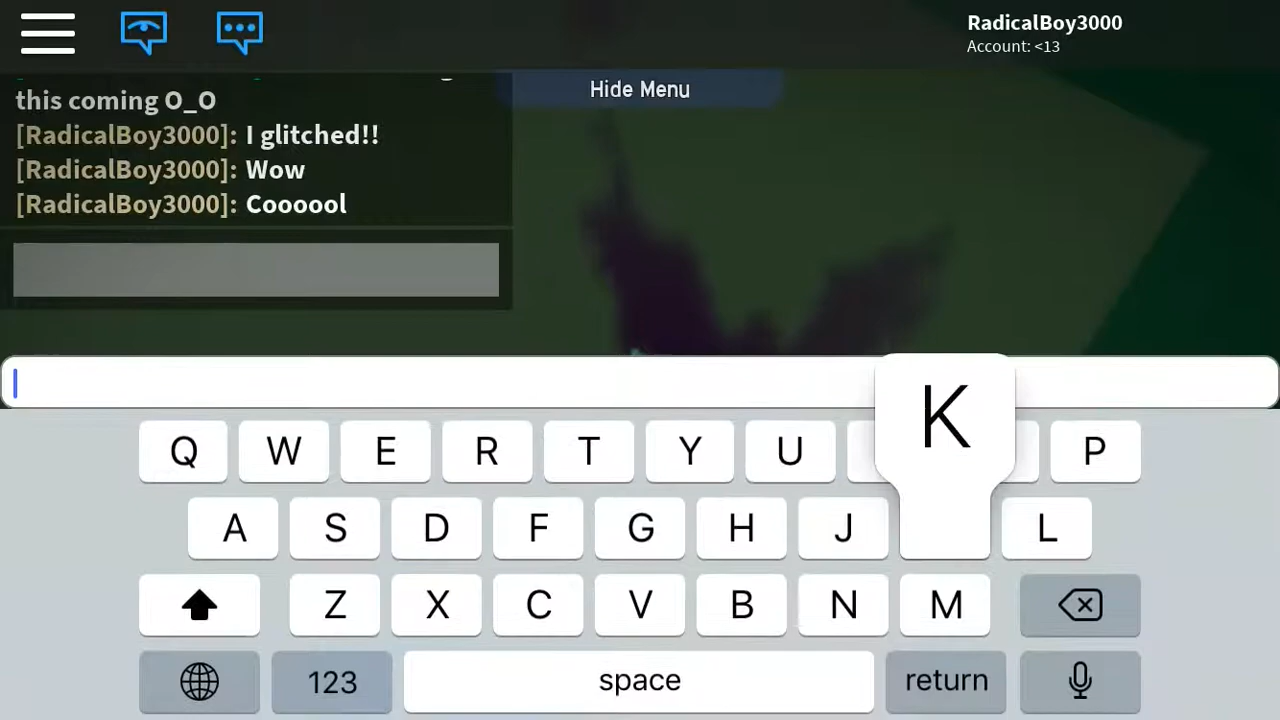 RadicalBoy3000
Account: <13
Hide Menu
this coming O_O
[RadicalBoy3000]: I glitched!!
[RadicalBoy3000]: Wow
[RadicalBoy3000]: Coooool
K
Q W E R T Y U P
A S D F G H J L
Z X C V B N M
123 space return